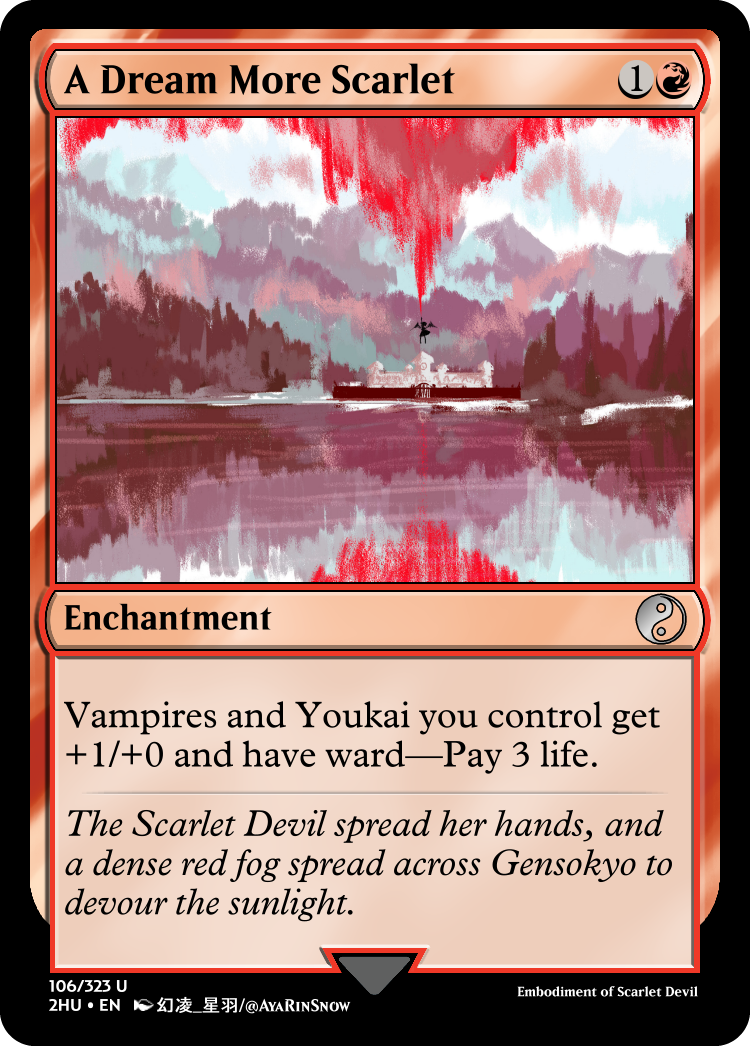 A Dream More Scarlet
1
Enchantment
Vampires and Youkai you control get
+1/+0 and have ward—Pay 3 life.
The Scarlet Devil spread her hands, and
a dense red fog spread across Gensokyo to
devour the sunlight.
106/323 U
2HU • EN 幻凌_星羽/@AyaRinSnow
Embodiment of Scarlet Devil